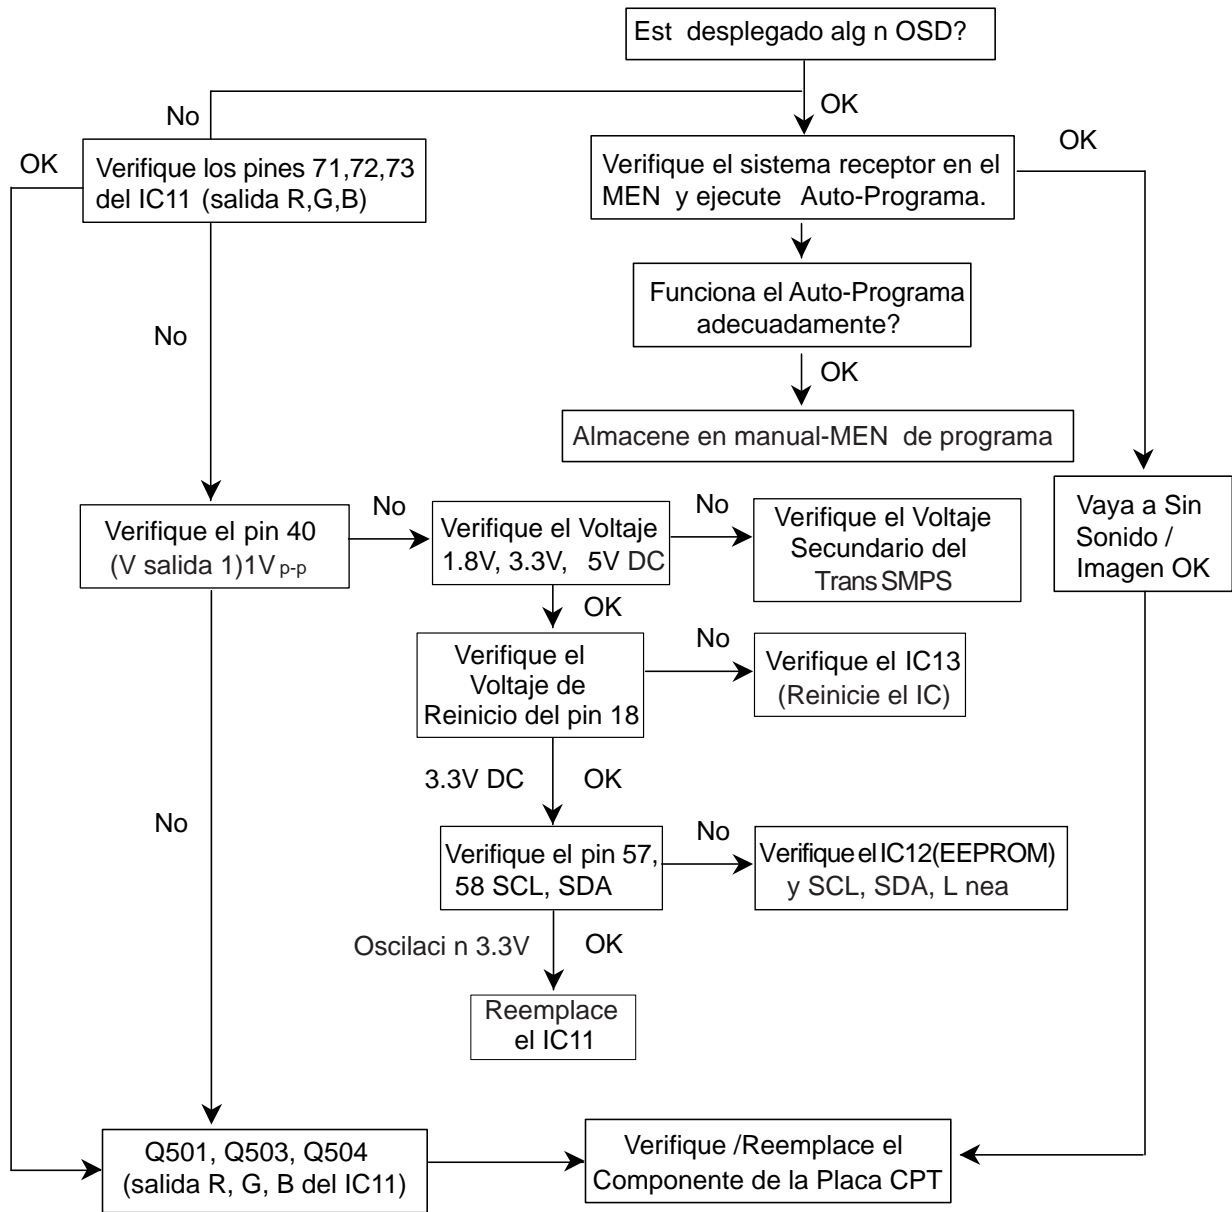 Est desplegado alg n OSD?
No
OK
OK
OK
Verifique los pines 71,72,73
del IC11 (salida R,G,B)
Verifique el sistema receptor en el
MEN y ejecute Auto-Programa.
Funciona el Auto-Programa
adecuadamente?
No
OK
Almacene en manual-MEN de programa
Verifique el pin 40
(V salida 1)1V p-p
No
Verifique el Voltaje
1.8V, 3.3V, 5V DC
No
Verifique el Voltaje
Secundario del
Trans SMPS
Vaya a Sin
Sonido /
Imagen OK
OK
Verifique el
Voltaje de
Reinicio del pin 18
No
Verifique el IC13
(Reinicie el IC)
3.3V DC
OK
No
Verifique el pin 57,
58 SCL, SDA
No
Verifique el IC12(EEPROM)
y SCL, SDA, L nea
Oscilaci n 3.3V
OK
Reemplace
el IC11
Q501, Q503, Q504
(salida R, G, B del IC11)
Verifique /Reemplace el
Componente de la Placa CPT